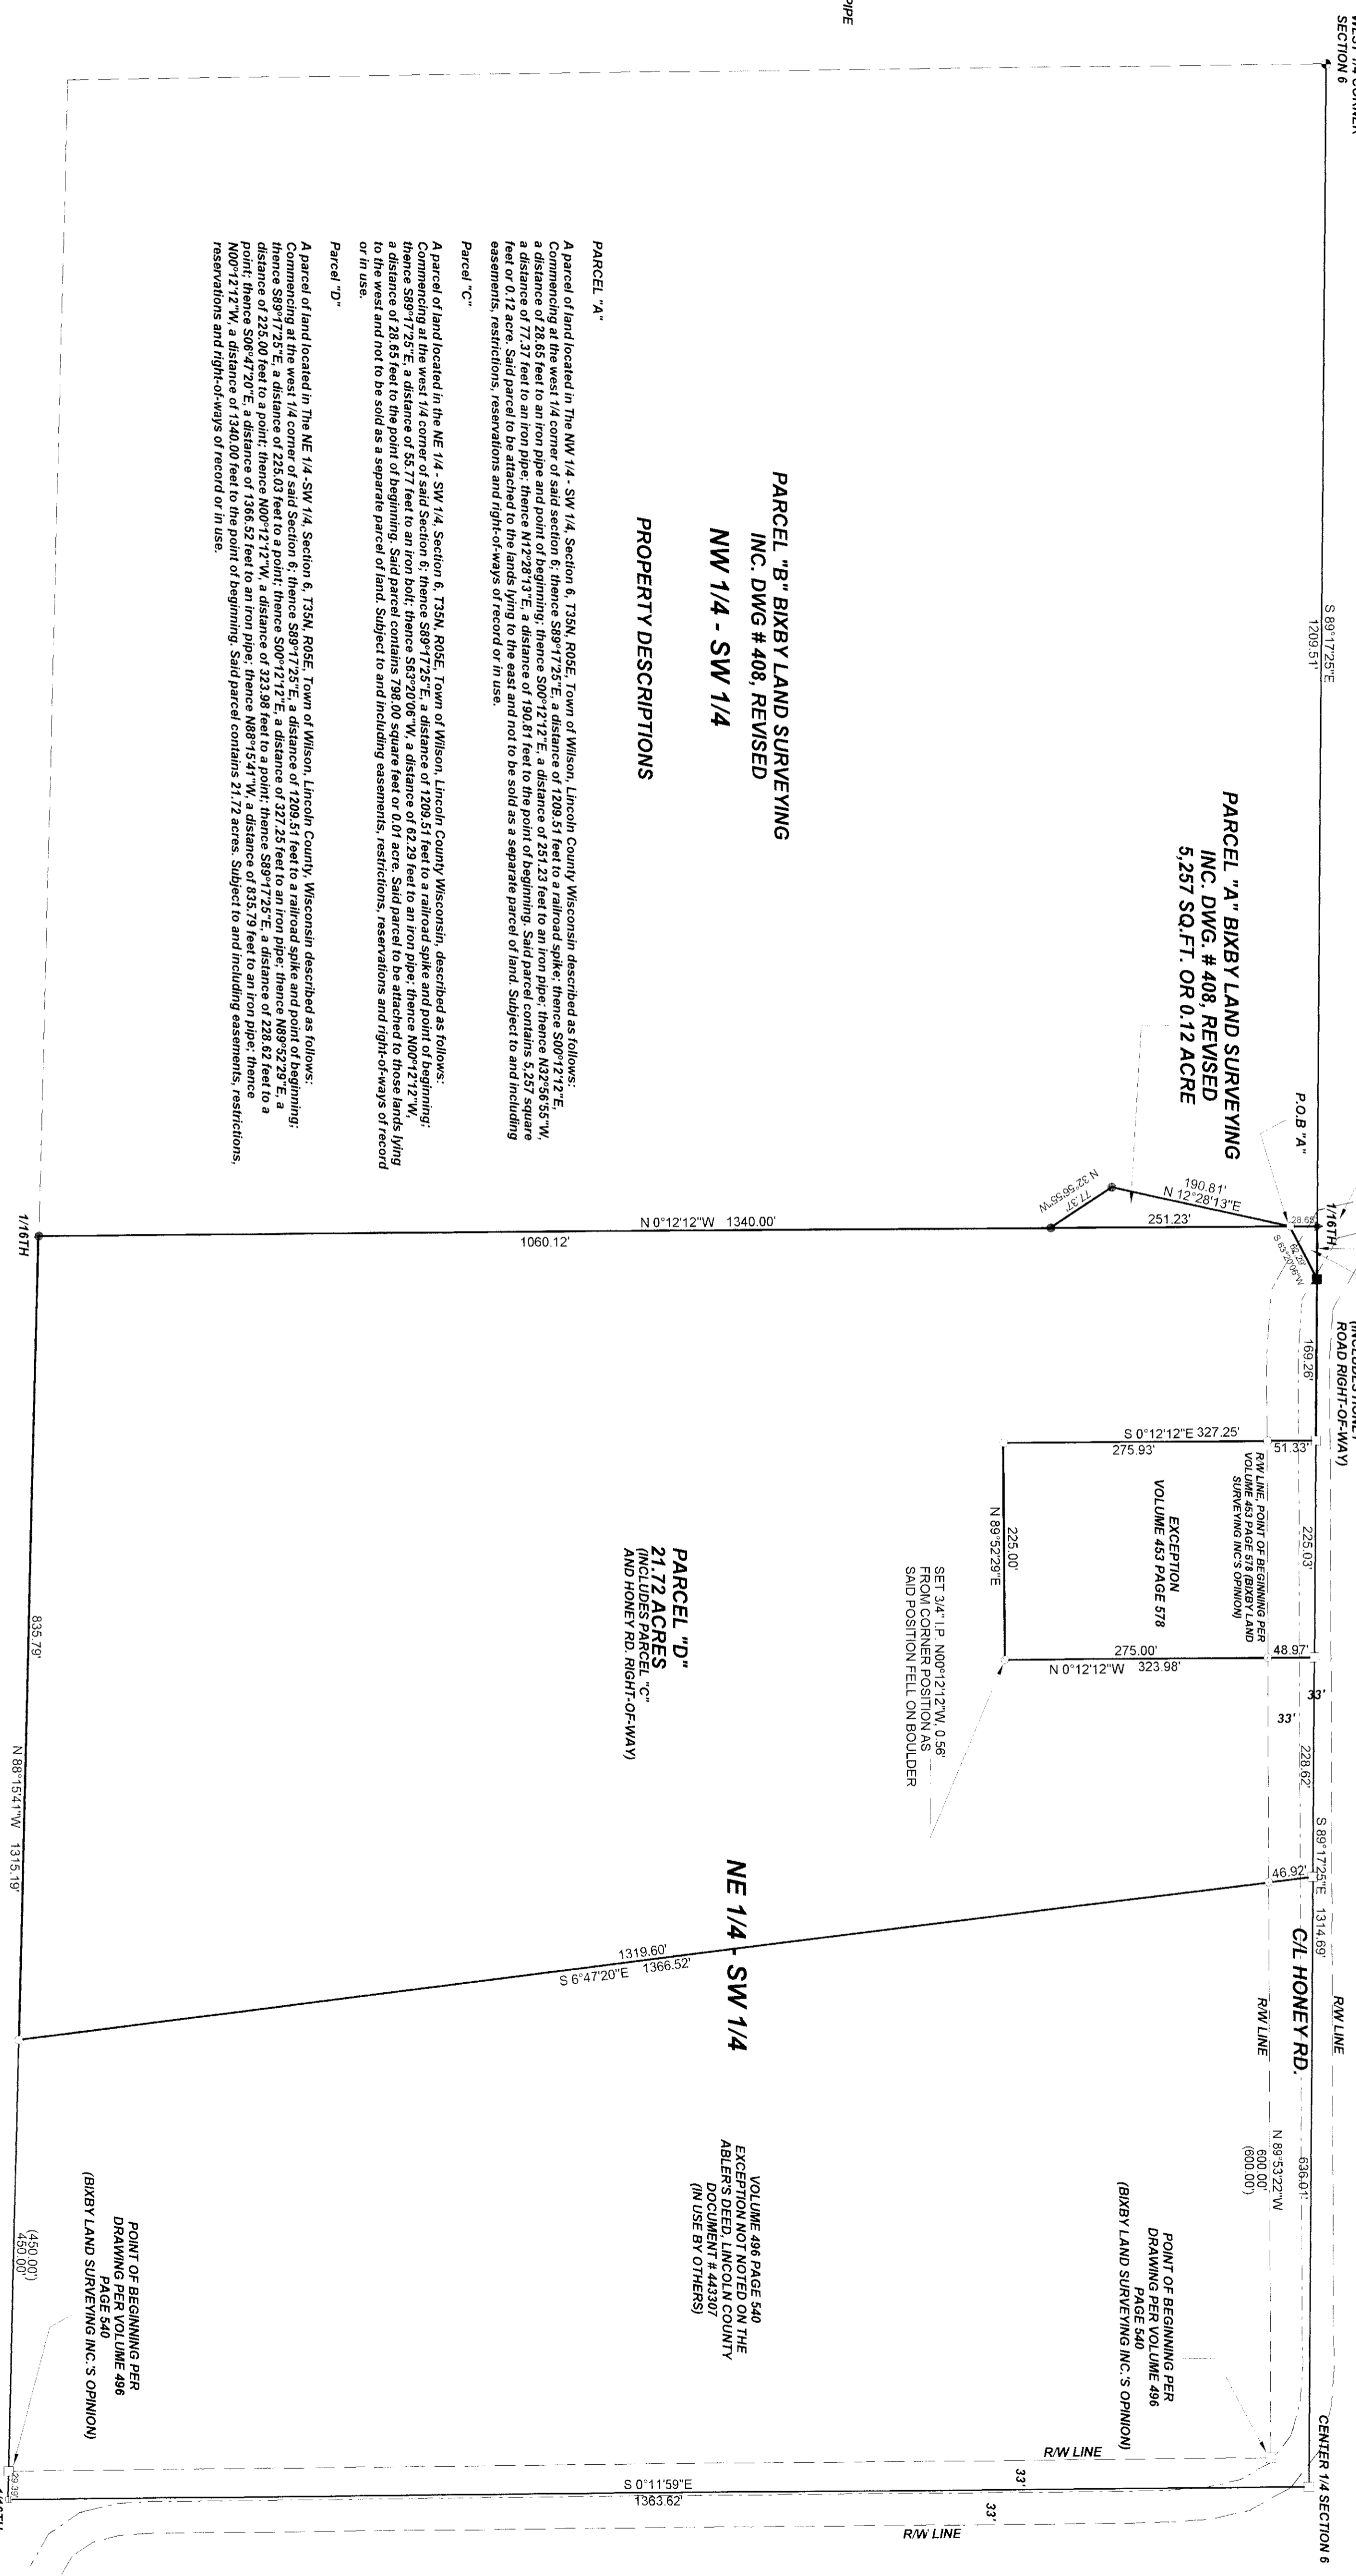 WEST 1/4 CORNER
SECTION 6
PIPE
S 89°17'25"E
1209.51'
PARCEL "A" BIXBY LAND SURVEYING
INC. DWG. # 408, REVISED
5,257 SQ.FT. OR 0.12 ACRE
P.O.B "A"
1/16TH
28.65'
190.81'
N 12°28'13"E
77.37'
N 32°56'55"W
251.23'
62.29'
S 63°20'06"W
(INCLUDES HONEY
ROAD RIGHT-OF-WAY)
169.26'
PARCEL "B" BIXBY LAND SURVEYING
INC. DWG # 408, REVISED
NW 1/4 - SW 1/4
PROPERTY DESCRIPTIONS
PARCEL "A"
A parcel of land located in The NW 1/4 - SW 1/4, Section 6, T35N, R05E, Town of Wilson, Lincoln County Wisconsin described as follows:
Commencing at the west 1/4 corner of said section 6; thence S89°17'25"E, a distance of 1209.51 feet to a railroad spike; thence S00°12'12"E,
a distance of 28.65 feet to an iron pipe and point of beginning; thence S00°12'12"E, a distance of 251.23 feet to an iron pipe; thence N32°56'55"W,
a distance of 77.37 feet to an iron pipe; thence N12°28'13"E, a distance of 190.81 feet to the point of beginning. Said parcel contains 5,257 square
feet or 0.12 acre. Said parcel to be attached to the lands lying to the east and not to be sold as a separate parcel of land. Subject to and including
easements, restrictions, reservations and right-of-ways of record or in use.
Parcel "C"
A parcel of land located in the NE 1/4 - SW 1/4, Section 6, T35N, R05E, Town of Wilson, Lincoln County Wisconsin, described as follows:
Commencing at the west 1/4 corner of said Section 6; thence S89°17'25"E, a distance of 1209.51 feet to a railroad spike and point of beginning;
thence S89°17'25"E, a distance of 55.77 feet to an iron bolt; thence S63°20'06"W, a distance of 62.29 feet to an iron pipe; thence N00°12'12"W,
a distance of 28.65 feet to the point of beginning. Said parcel contains 798.00 square feet or 0.01 acre. Said parcel to be attached to those lands lying
to the west and not to be sold as a separate parcel of land. Subject to and including easements, restrictions, reservations and right-of-ways of record
or in use.
Parcel "D"
A parcel of land located in The NE 1/4 -SW 1/4, Section 6, T35N, R05E, Town of Wilson, Lincoln County, Wisconsin described as follows:
Commencing at the west 1/4 corner of said Section 6; thence S89°17'25"E, a distance of 1209.51 feet to a railroad spike and point of beginning;
thence S89°17'25"E, a distance of 225.03 feet to a point; thence S00°12'12"E, a distance of 327.25 feet to an iron pipe; thence N89°52'29"E, a
distance of 225.00 feet to a point; thence N00°12'12"W, a distance of 323.98 feet to a point; thence S89°17'25"E, a distance of 228.62 feet to a
point; thence S06°47'20"E, a distance of 1366.52 feet to an iron pipe; thence N88°15'41"W, a distance of 835.79 feet to an iron pipe; thence
N00°12'12"W, a distance of 1340.00 feet to the point of beginning. Said parcel contains 21.72 acres. Subject to and including easements, restrictions,
reservations and right-of-ways of record or in use.
N 0°12'12"W 1340.00'
1060.12'
1/16TH
S 0°12'12"E 327.25'
275.93'
51.33'
R/W LINE, POINT OF BEGINNING PER
VOLUME 453 PAGE 578 (BIXBY LAND
SURVEYING INC'S OPINION)
225.03'
EXCEPTION
VOLUME 453 PAGE 578
225.00'
N 89°52'29"E
275.00'
N 0°12'12"W 323.98'
48.97'
33'
33'
228.62'
SET 3/4" I.P. N00°12'12"W, 0.56'
FROM CORNER POSITION AS
SAID POSITION FELL ON BOULDER
PARCEL "D"
21.72 ACRES
(INCLUDES PARCEL "C"
AND HONEY RD. RIGHT-OF-WAY)
S 89°17'25"E 1314.69'
46.92'
C/L HONEY RD.
R/W LINE
R/W LINE
NE 1/4 - SW 1/4
1319.60'
S 6°47'20"E 1366.52'
835.79'
N 88°15'41"W 1315.19'
636.01'
N 89°53'22"W
600.00'
(600.00')
VOLUME 496 PAGE 540
EXCEPTION NOT NOTED ON THE
ABLER'S DEED, LINCOLN COUNTY
DOCUMENT # 443307
(IN USE BY OTHERS)
POINT OF BEGINNING PER
DRAWING PER VOLUME 496
PAGE 540
(BIXBY LAND SURVEYING INC.'S OPINION)
CENTER 1/4 SECTION 6
R/W LINE
33'
S 0°11'59"E
1363.62'
33'
R/W LINE
POINT OF BEGINNING PER
DRAWING PER VOLUME 496
PAGE 540
(BIXBY LAND SURVEYING INC.'S OPINION)
(450.00')
450.00'
29.39'
1/16TH